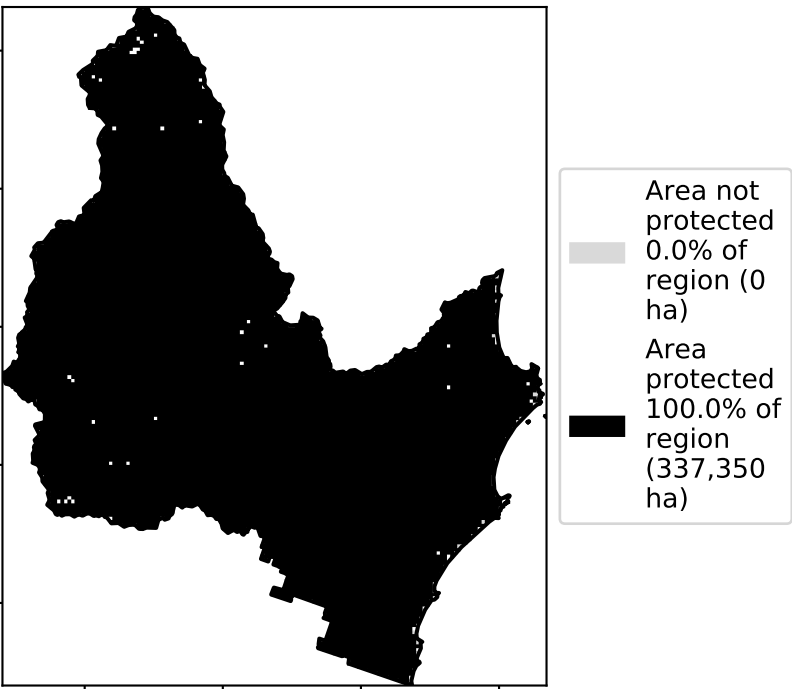 Area not
protected
0.0% of
region (0
ha)
Area
protected
100.0% of
region
(337,350
ha)